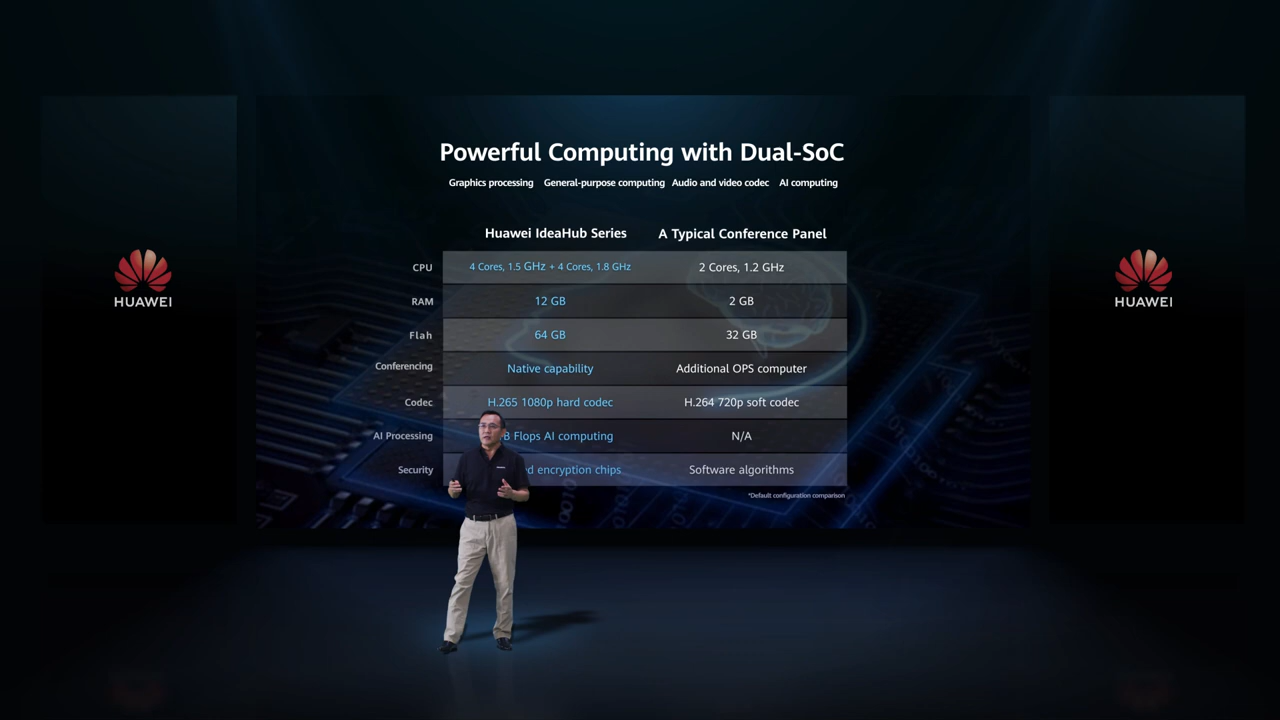 Powerful Computing with Dual-SoC
Graphics processing General-purpose computing Audio and video codec AI computing
Huawei IdeaHub Series A Typical Conference Panel
CPU 4 Cores, 1.5 GHz + 4 Cores, 1.8 GHz 2 Cores, 1.2 GHz
RAM 12 GB 2 GB
Flah 64 GB 32 GB
Conferencing Native capability Additional OPS computer
Codec H.265 1080p hard codec H.264 720p soft codec
AI Processing Flops AI computing N/A
Security encryption chips Software algorithms
*Default configuration comparison
HUAWEI
HUAWEI